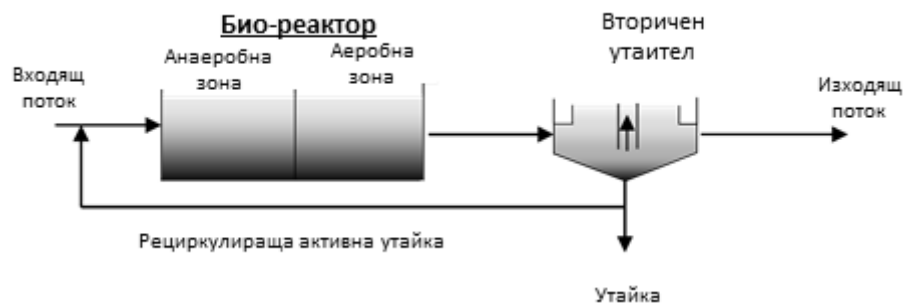 Био-реактор
Вторичен
утаител
Анаеробна
зона
Аеробна
зона
Входящ
поток
Изходящ
поток
Рециркулираща активна утайка
Утайка